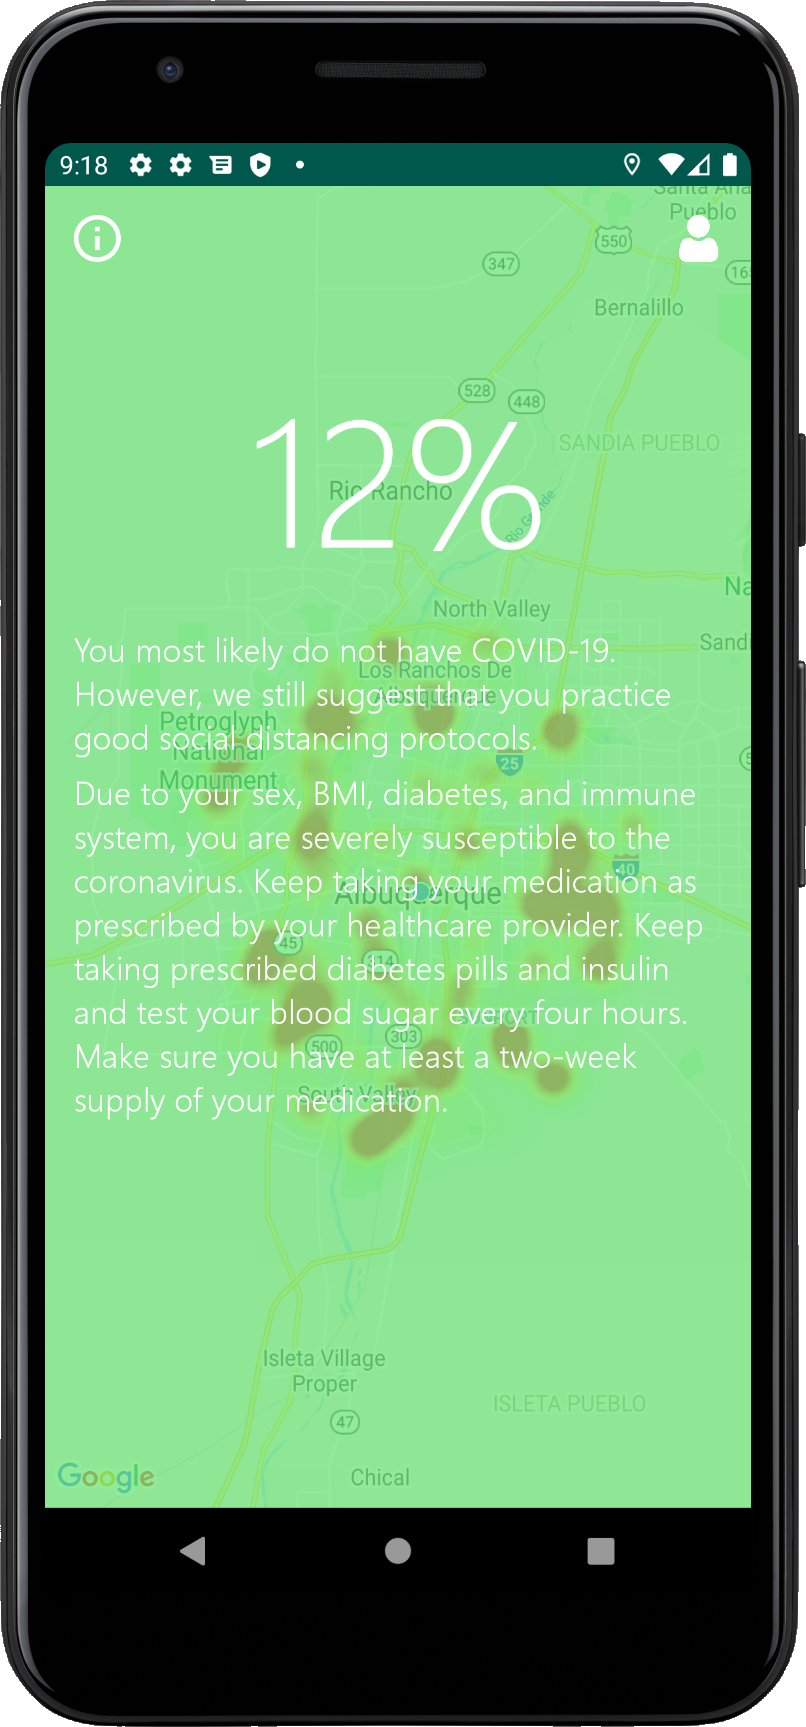 9:18
Santa Ana
Pueblo
550
347
165
Bernalillo
528
448
12%
SANDIA PUEBLO
Rio Rancho
Rio Grande
North Valley
You most likely do not have COVID-19.
Los Ranchos De
Albuquerque
However, we still suggest that you practice
Petroglyph
National
Monument
good social distancing protocols.
25
Due to your sex, BMI, diabetes, and immune
system, you are severely susceptible to the
40
coronavirus. Keep taking your medication as
Albuquerque
prescribed by your healthcare provider. Keep
45
314
taking prescribed diabetes pills and insulin
and test your blood sugar every four hours.
303
500
Make sure you have at least a two-week
South Valley
supply of your medication.
Isleta Village
Proper
ISLETA PUEBLO
47
Google
Chical